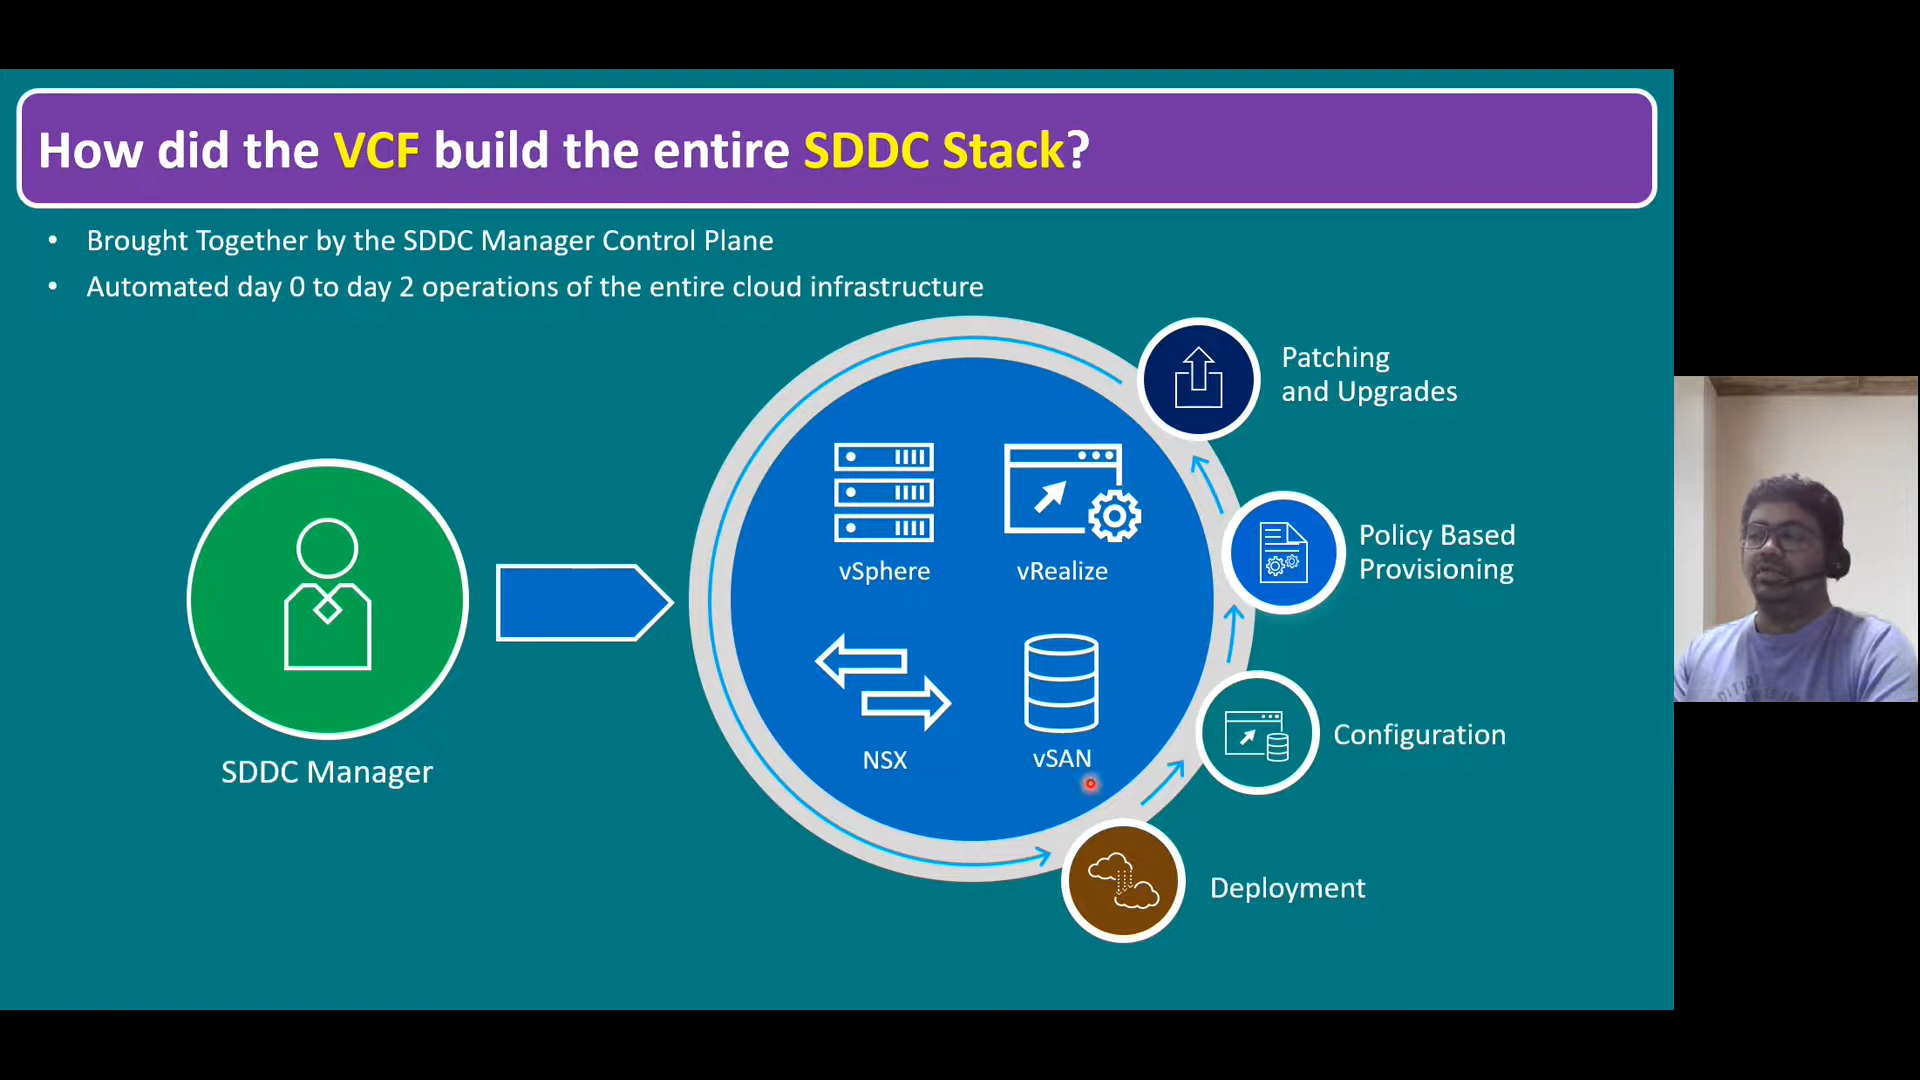 How did the VCF build the entire SDDC Stack?
• Brought Together by the SDDC Manager Control Plane
• Automated day 0 to day 2 operations of the entire cloud infrastructure
Patching
and Upgrades
Policy Based
Provisioning
vSphere
vRealize
Configuration
NSX
vSAN
SDDC Manager
Deployment